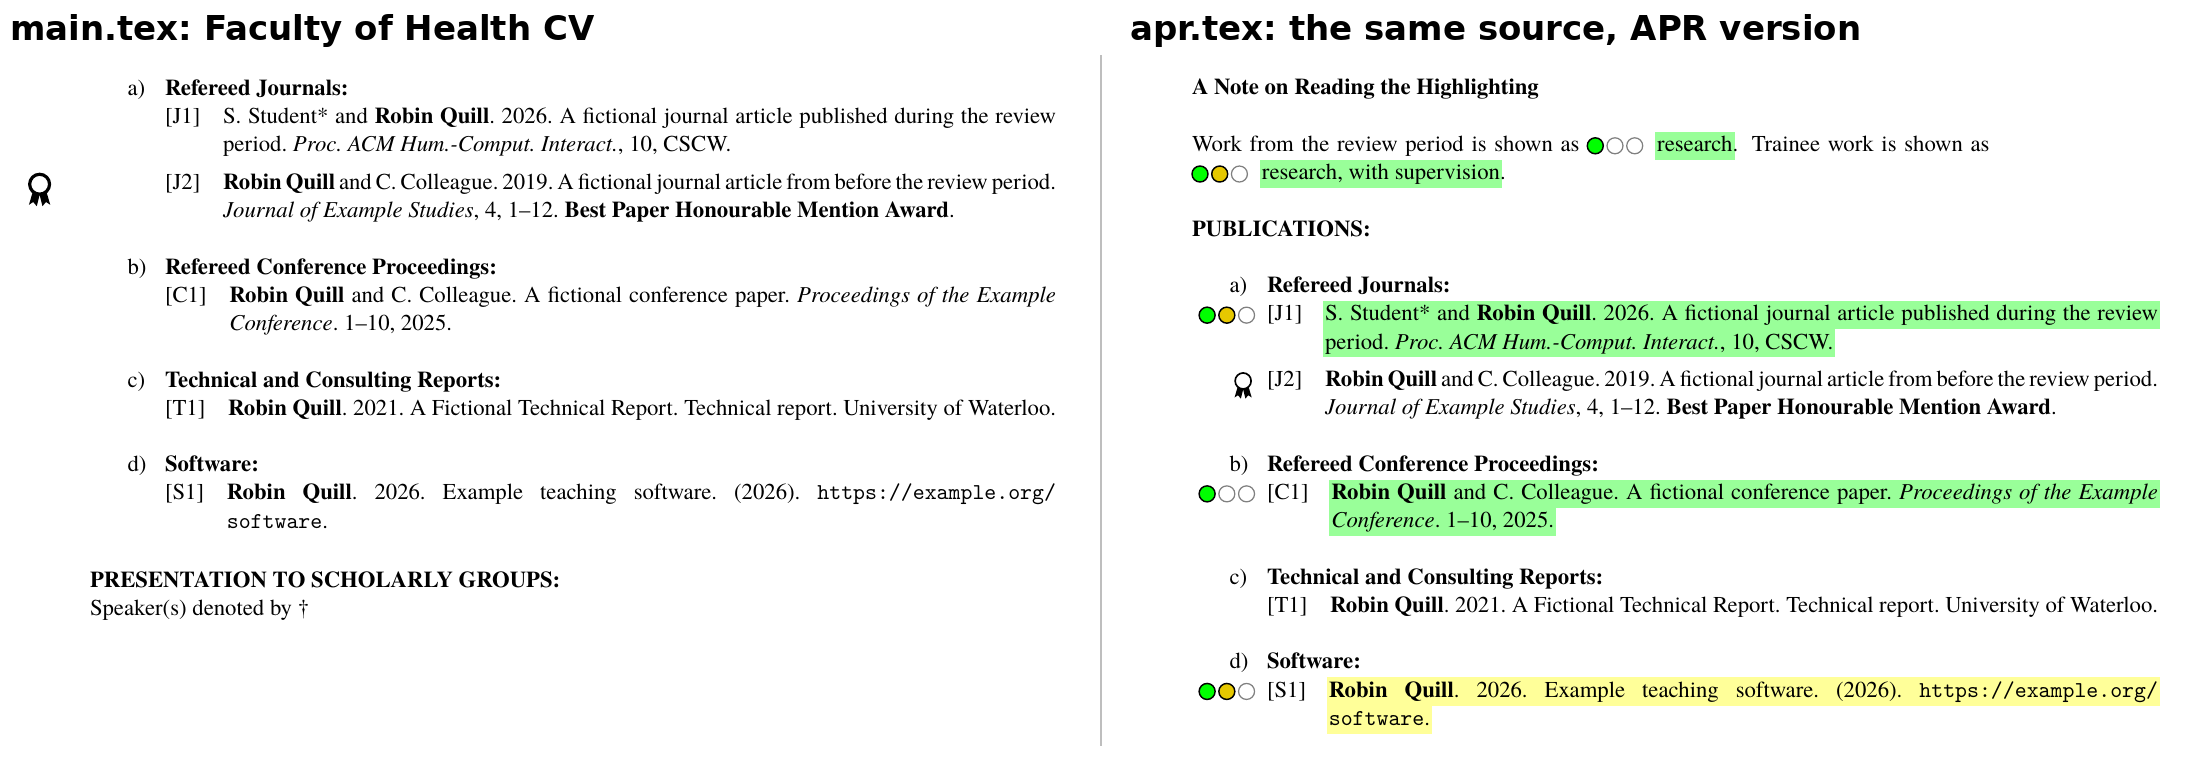 main.tex: Faculty of Health CV
a) Refereed Journals:
[J1] S. Student* and Robin Quill. 2026. A fictional journal article published during the review
period. Proc. ACM Hum.-Comput. Interact., 10, CSCW.
[J2] Robin Quill and C. Colleague. 2019. A fictional journal article from before the review period.
Journal of Example Studies, 4, 1–12. Best Paper Honourable Mention Award.
b) Refereed Conference Proceedings:
[C1] Robin Quill and C. Colleague. A fictional conference paper. Proceedings of the Example
Conference. 1–10, 2025.
c) Technical and Consulting Reports:
[T1] Robin Quill. 2021. A Fictional Technical Report. Technical report. University of Waterloo.
d) Software:
[S1] Robin Quill. 2026. Example teaching software. (2026). https://example.org/
software.
PRESENTATION TO SCHOLARLY GROUPS:
Speaker(s) denoted by †
apr.tex: the same source, APR version
A Note on Reading the Highlighting
Work from the review period is shown as research. Trainee work is shown as
research, with supervision.
PUBLICATIONS:
a) Refereed Journals:
[J1] S. Student* and Robin Quill. 2026. A fictional journal article published during the review
period. Proc. ACM Hum.-Comput. Interact., 10, CSCW.
[J2] Robin Quill and C. Colleague. 2019. A fictional journal article from before the review period.
Journal of Example Studies, 4, 1–12. Best Paper Honourable Mention Award.
b) Refereed Conference Proceedings:
[C1] Robin Quill and C. Colleague. A fictional conference paper. Proceedings of the Example
Conference. 1–10, 2025.
c) Technical and Consulting Reports:
[T1] Robin Quill. 2021. A Fictional Technical Report. Technical report. University of Waterloo.
d) Software:
[S1] Robin Quill. 2026. Example teaching software. (2026). https://example.org/
software.